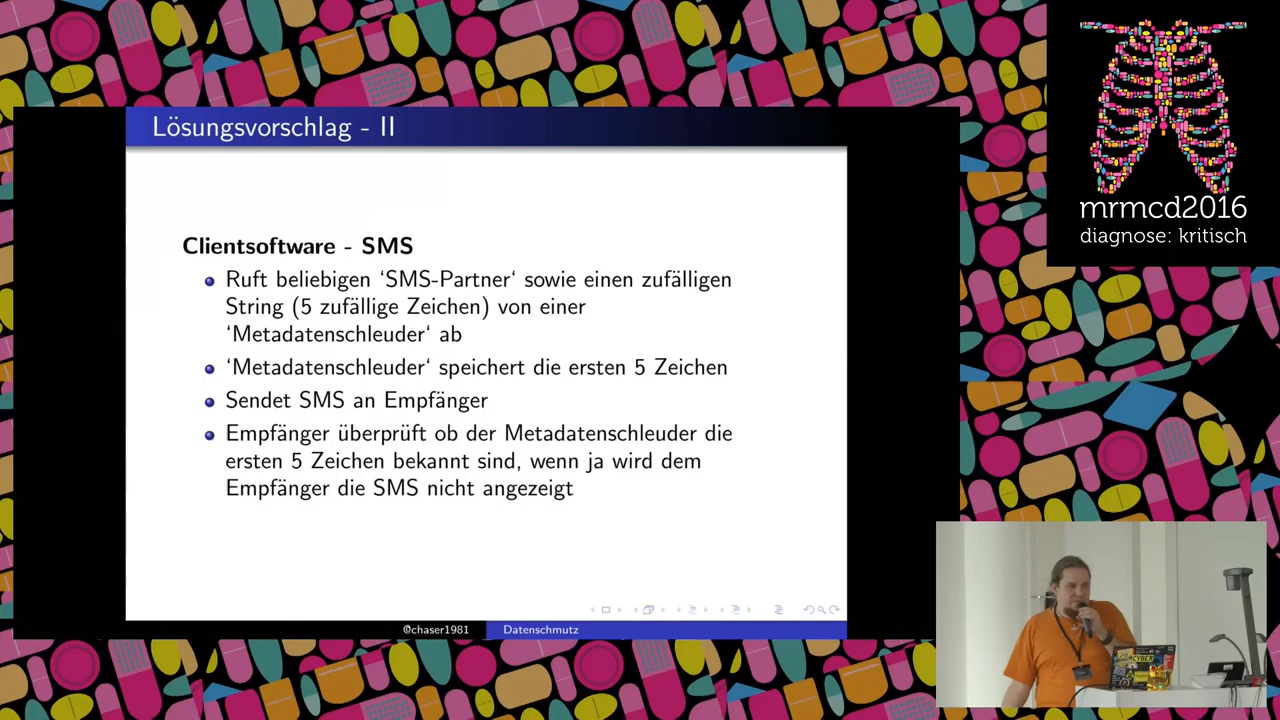 Lösungsvorschlag - II
Clientsoftware - SMS
Ruft beliebigen ‘SMS-Partner‘ sowie einen zufälligen
String (5 zufällige Zeichen) von einer
‘Metadatenschleuder‘ ab
‘Metadatenschleuder‘ speichert die ersten 5 Zeichen
Sendet SMS an Empfänger
Empfänger überprüft ob der Metadatenschleuder die
ersten 5 Zeichen bekannt sind, wenn ja wird dem
Empfänger die SMS nicht angezeigt
@chaser1981 Datenschmutz
mrmcd2016
diagnose: kritisch
CYBER